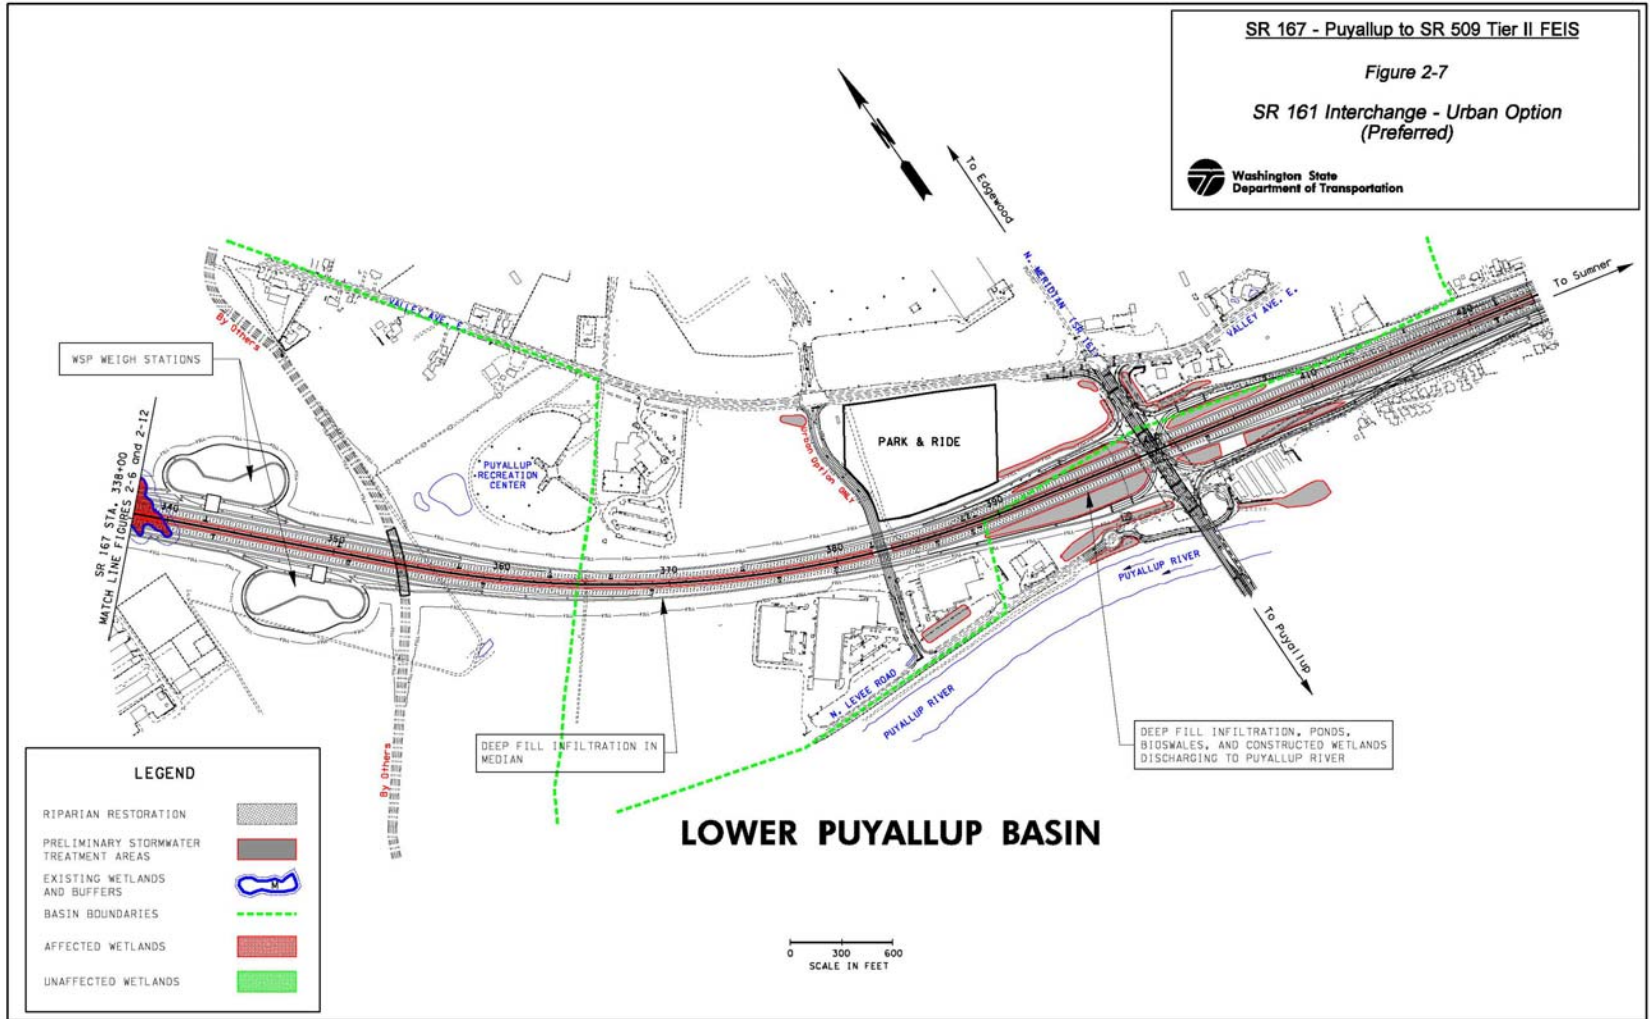 SR 167 - Puyallup to SR 509 Tier II FEIS
Figure 2-7
SR 161 Interchange - Urban Option
(Preferred)
Washington State
Department of Transportation
N
To Edgewood
N. MERIDIAN (SR 161)
To Sumner
VALLEY AVE. E.
VALLEY AVE. E.
By Others
WSP WEIGH STATIONS
SR 167 STA. 338+00
MATCH LINE FIGURES 2-6 and 2-12
PUYALLUP
RECREATION
CENTER
Urban Option ONLY
PARK & RIDE
340
350
360
370
380
390
400
410
420
PUYALLUP RIVER
To Puyallup
N. LEVEE ROAD
PUYALLUP RIVER
By Others
DEEP FILL INFILTRATION IN
MEDIAN
DEEP FILL INFILTRATION, PONDS,
BIOSWALES, AND CONSTRUCTED WETLANDS
DISCHARGING TO PUYALLUP RIVER
LEGEND
RIPARIAN RESTORATION
PRELIMINARY STORMWATER
TREATMENT AREAS
EXISTING WETLANDS
AND BUFFERS
M
BASIN BOUNDARIES
AFFECTED WETLANDS
UNAFFECTED WETLANDS
LOWER PUYALLUP BASIN
0 300 600
SCALE IN FEET